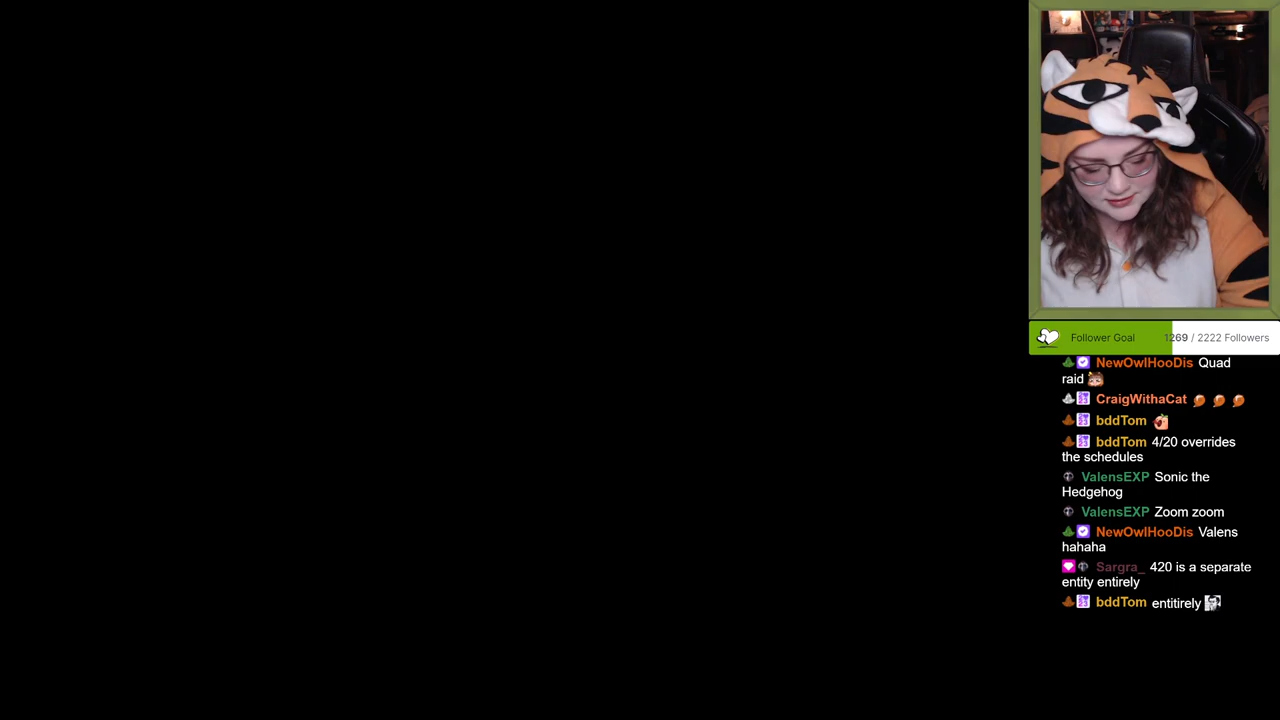 Follower Goal 1269 / 2222 Followers
NewOwlHooDis Quad
raid
CraigWithaCat
bddTom
bddTom 4/20 overrides
the schedules
ValensEXP Sonic the
Hedgehog
ValensEXP Zoom zoom
NewOwlHooDis Valens
hahaha
Sargra_ 420 is a separate
entity entirely
bddTom entitirely